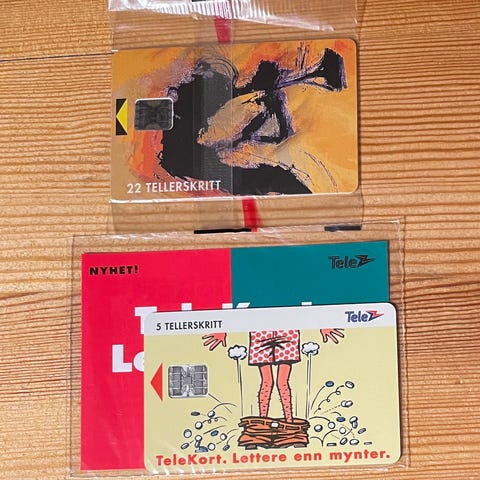 22 TELLERSKRITT
NYHET!
Tele
5 TELLERSKRITT
Tele
TeleKort. Lettere enn mynter.